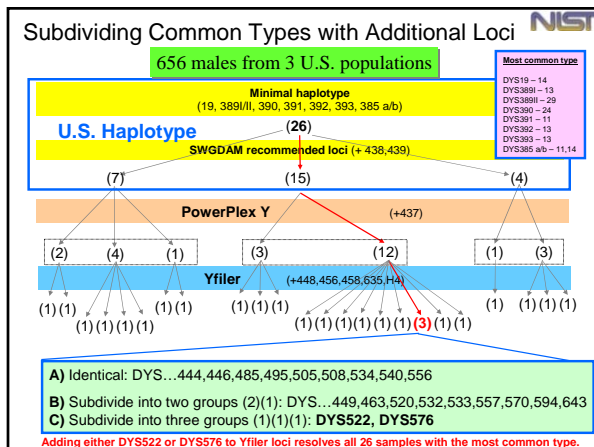 Subdividing Common Types with Additional Loci
NIST
656 males from 3 U.S. populations
Most common type
DYS19 – 14
DYS389I – 13
DYS389II – 29
DYS390 – 24
DYS391 – 11
DYS392 – 13
DYS393 – 13
DYS385 a/b – 11,14
Minimal haplotype
(19, 389I/II, 390, 391, 392, 393, 385 a/b)
U.S. Haplotype
(26)
SWGDAM recommended loci (+ 438,439)
(7) (15) (4)
PowerPlex Y (+437)
(2) (4) (1) (3) (12) (1) (3)
Yfiler (+448,456,458,635,H4)
(1)(1) (1)(1)(1)(1) (1) (1)(1)(1) (1)(1)(1)(1)(1)(1)(1)(3)(1)(1) (1) (1)(1)(1)
A) Identical: DYS…444,446,485,495,505,508,534,540,556
B) Subdivide into two groups (2)(1): DYS…449,463,520,532,533,557,570,594,643
C) Subdivide into three groups (1)(1)(1): DYS522, DYS576
Adding either DYS522 or DYS576 to Yfiler loci resolves all 26 samples with the most common type.